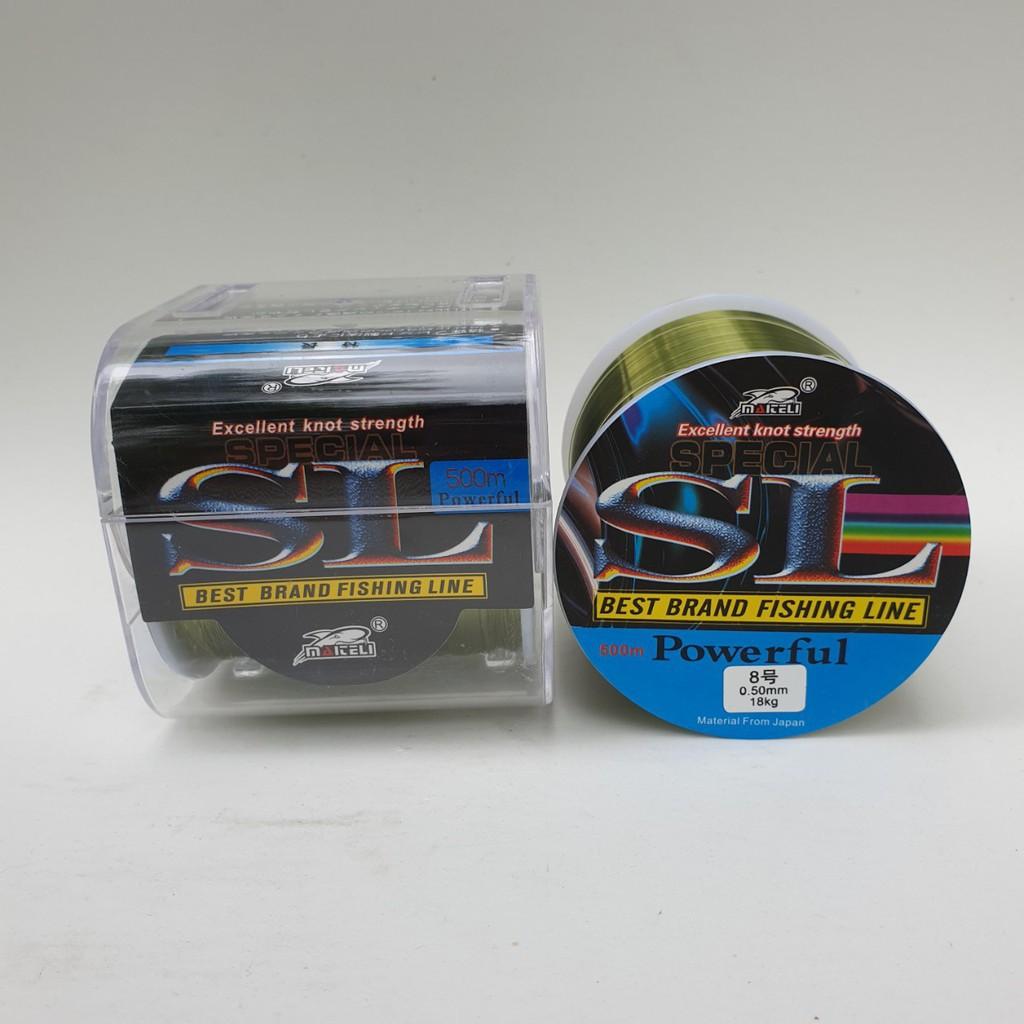 MAITELI
®
Excellent knot strength
SPECIAL
SL
500m
Powerful
BEST BRAND FISHING LINE
MAITELI
®
MAITELI
®
Excellent knot strength
SPECIAL
SL
BEST BRAND FISHING LINE
500m Powerful
8号
0.50mm
18kg
Material From Japan